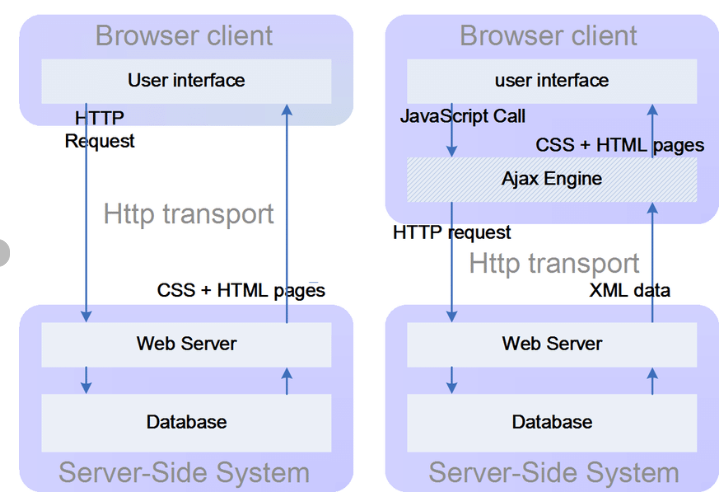 Browser client
User interface
HTTP
Request
Http transport
CSS + HTML pages
Web Server
Database
Server-Side System
Browser client
user interface
JavaScript Call
CSS + HTML pages
Ajax Engine
HTTP request
Http transport
XML data
Web Server
Database
Server-Side System